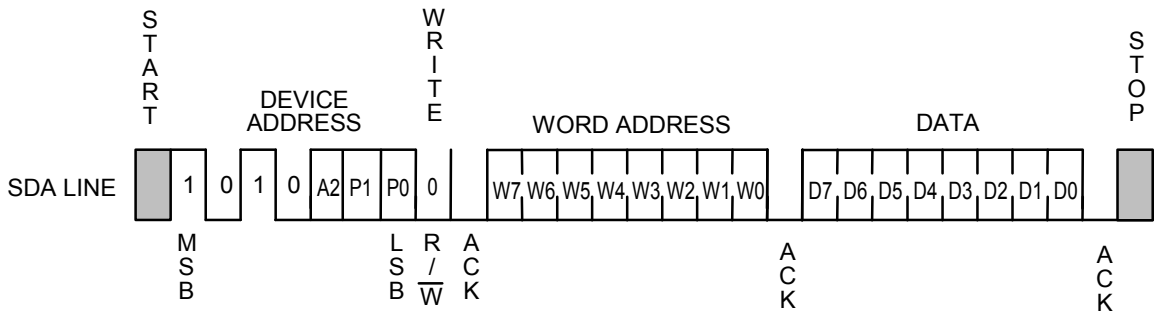 START
WRITE
STOP
DEVICE
ADDRESS
WORD ADDRESS
DATA
SDA LINE
1 0 1 0 A2 P1 P0 0 W7 W6 W5 W4 W3 W2 W1 W0 D7 D6 D5 D4 D3 D2 D1 D0
MSB
LSB
R/W̅
ACK
ACK
ACK